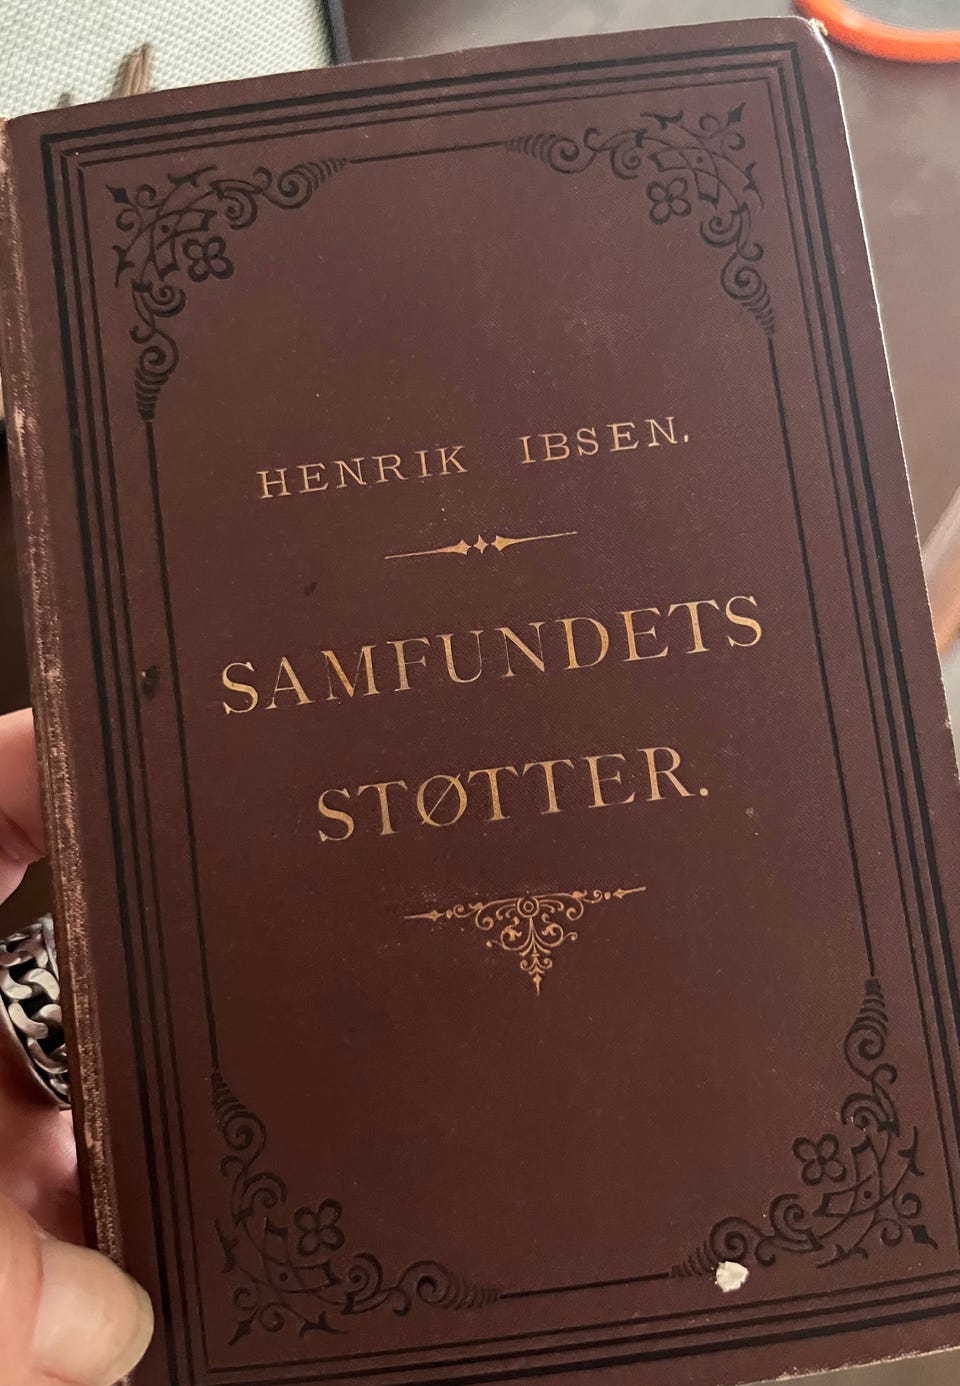 HENRIK IBSEN.
SAMFUNDETS
STØTTER.